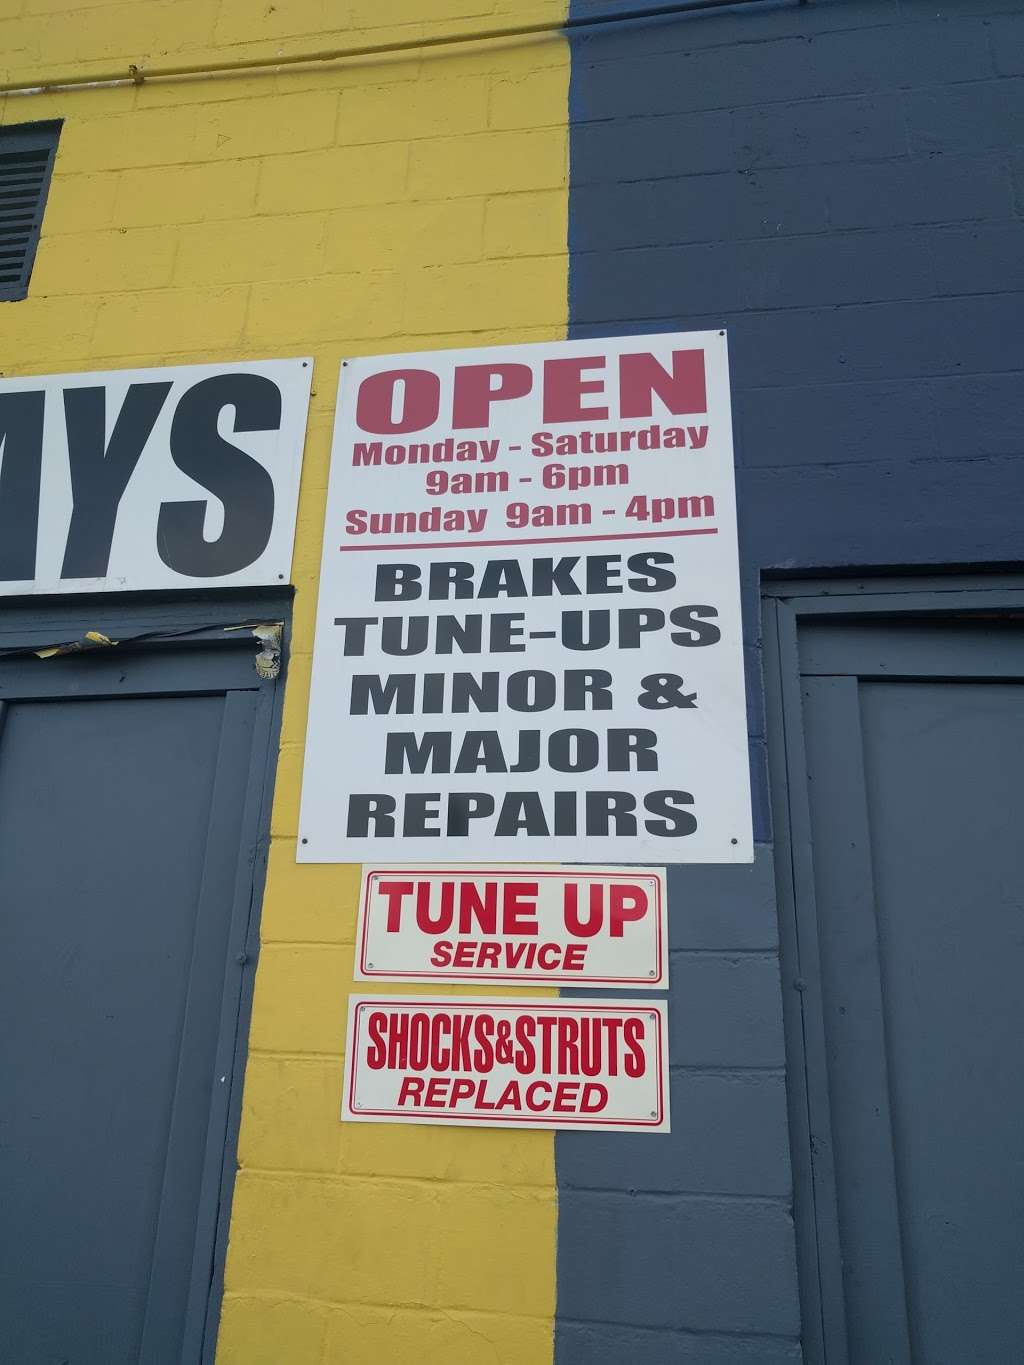 AYS
OPEN
Monday - Saturday
9am - 6pm
Sunday 9am - 4pm
BRAKES
TUNE-UPS
MINOR &
MAJOR
REPAIRS
TUNE UP
SERVICE
SHOCKS&STRUTS
REPLACED